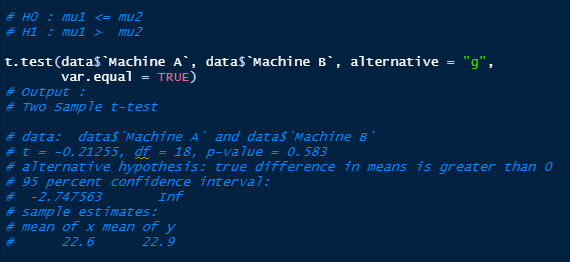 # H0 : mu1 <= mu2
# H1 : mu1 >  mu2
t.test(data$`Machine A`, data$`Machine B`, alternative = "g",
       var.equal = TRUE)
# Output :
# Two Sample t-test
# data:  data$`Machine A` and data$`Machine B`
# t = -0.21255, df = 18, p-value = 0.583
# alternative hypothesis: true difference in means is greater than 0
# 95 percent confidence interval:
#  -2.747563       Inf
# sample estimates:
# mean of x mean of y
#      22.6      22.9